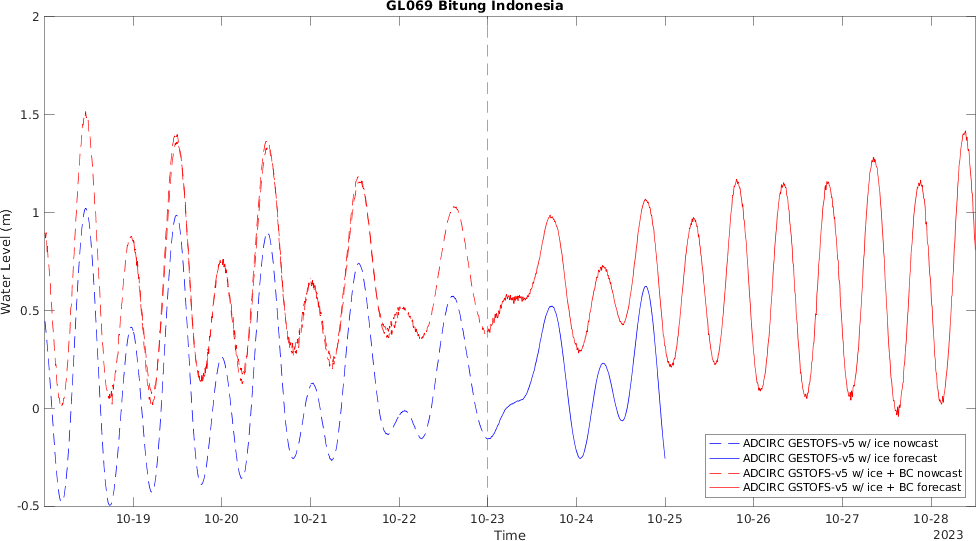 GL069 Bitung Indonesia
Water Level (m)
2
1.5
1
0.5
0
-0.5
ADCIRC GESTOFS-v5 w/ ice nowcast
ADCIRC GESTOFS-v5 w/ ice forecast
ADCIRC GSTOFS-v5 w/ ice + BC nowcast
ADCIRC GSTOFS-v5 w/ ice + BC forecast
10-19 10-20 10-21 10-22 10-23 10-24 10-25 10-26 10-27 10-28
Time
2023